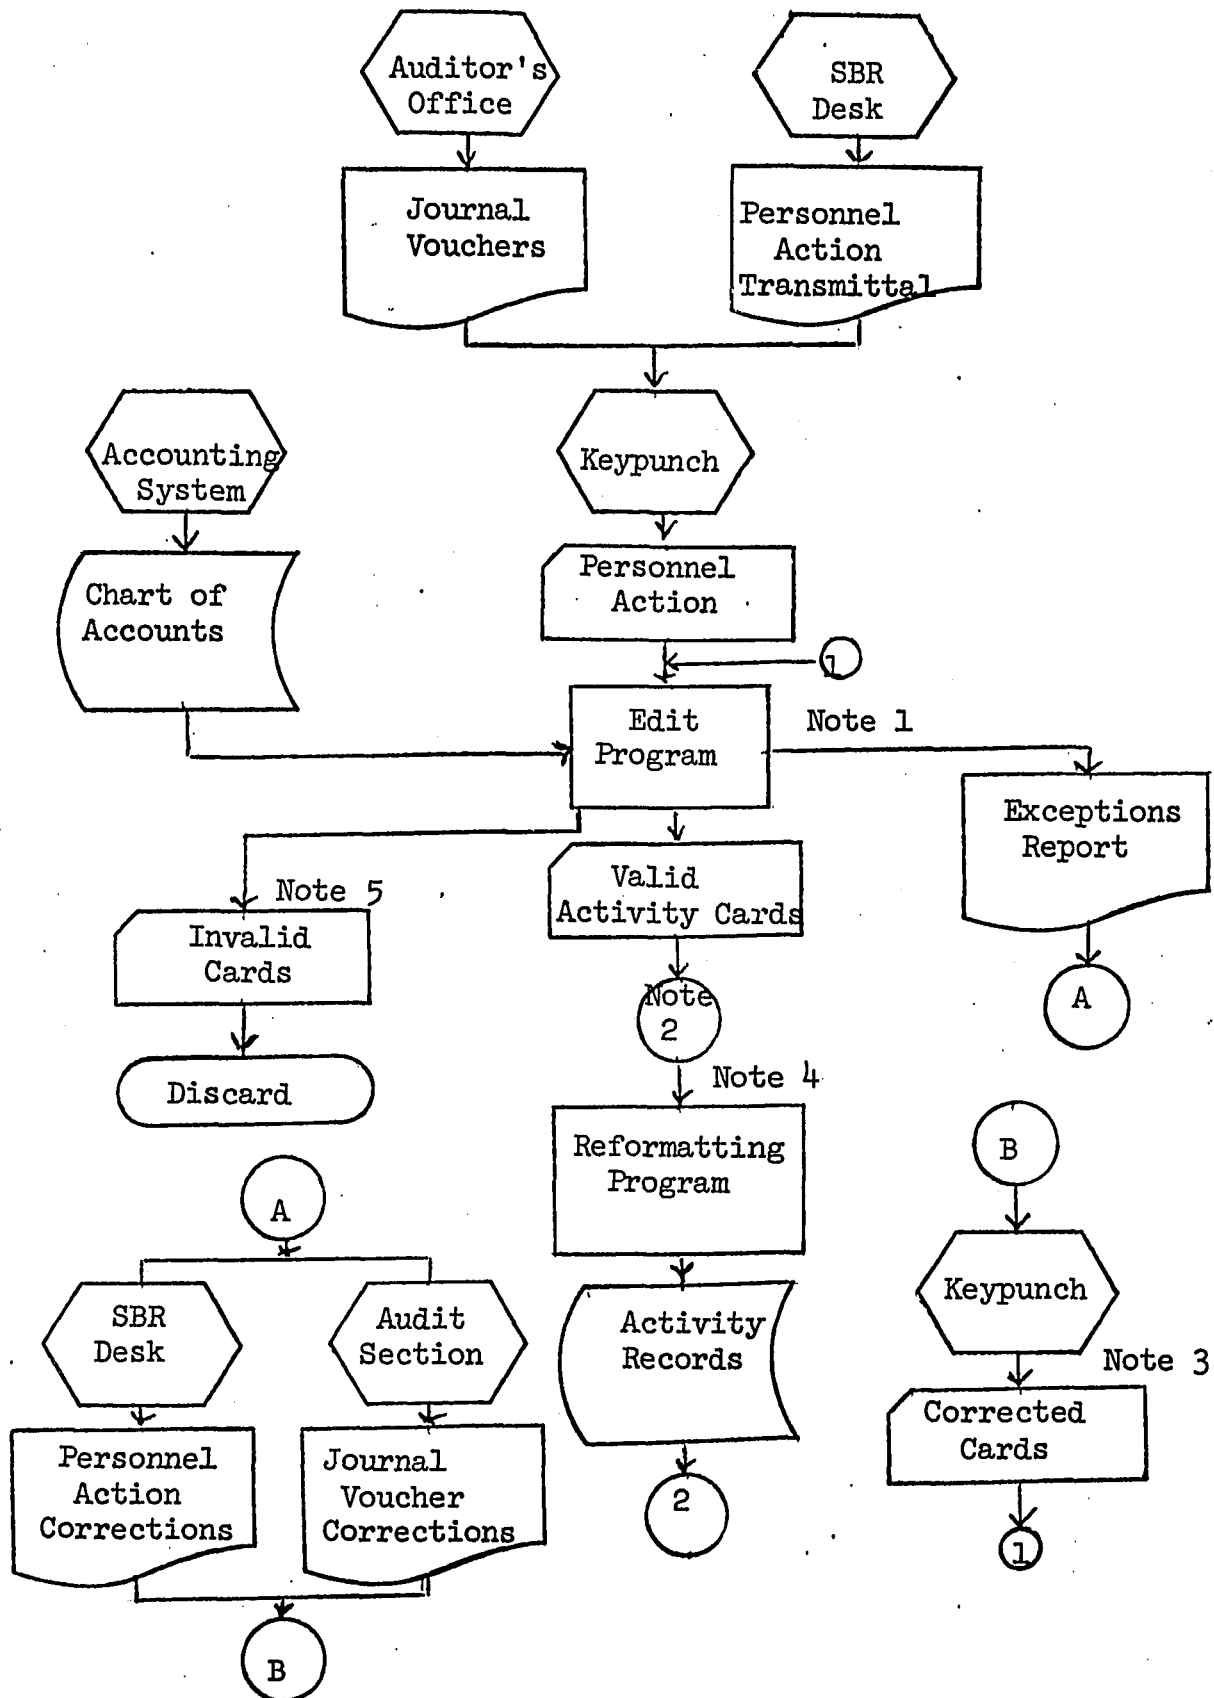 Auditor's
Office
SBR
Desk
Journal
Vouchers
Personnel
Action
Transmittal
Accounting
System
Keypunch
Chart of
Accounts
Personnel
Action
1
Edit
Program
Note 1
Exceptions
Report
Note 5
Invalid
Cards
Valid
Activity Cards
A
Note
2
Discard
Note 4
Reformatting
Program
B
A
Keypunch
SBR
Desk
Audit
Section
Activity
Records
Note 3
Corrected
Cards
Personnel
Action
Corrections
Journal
Voucher
Corrections
2
1
B